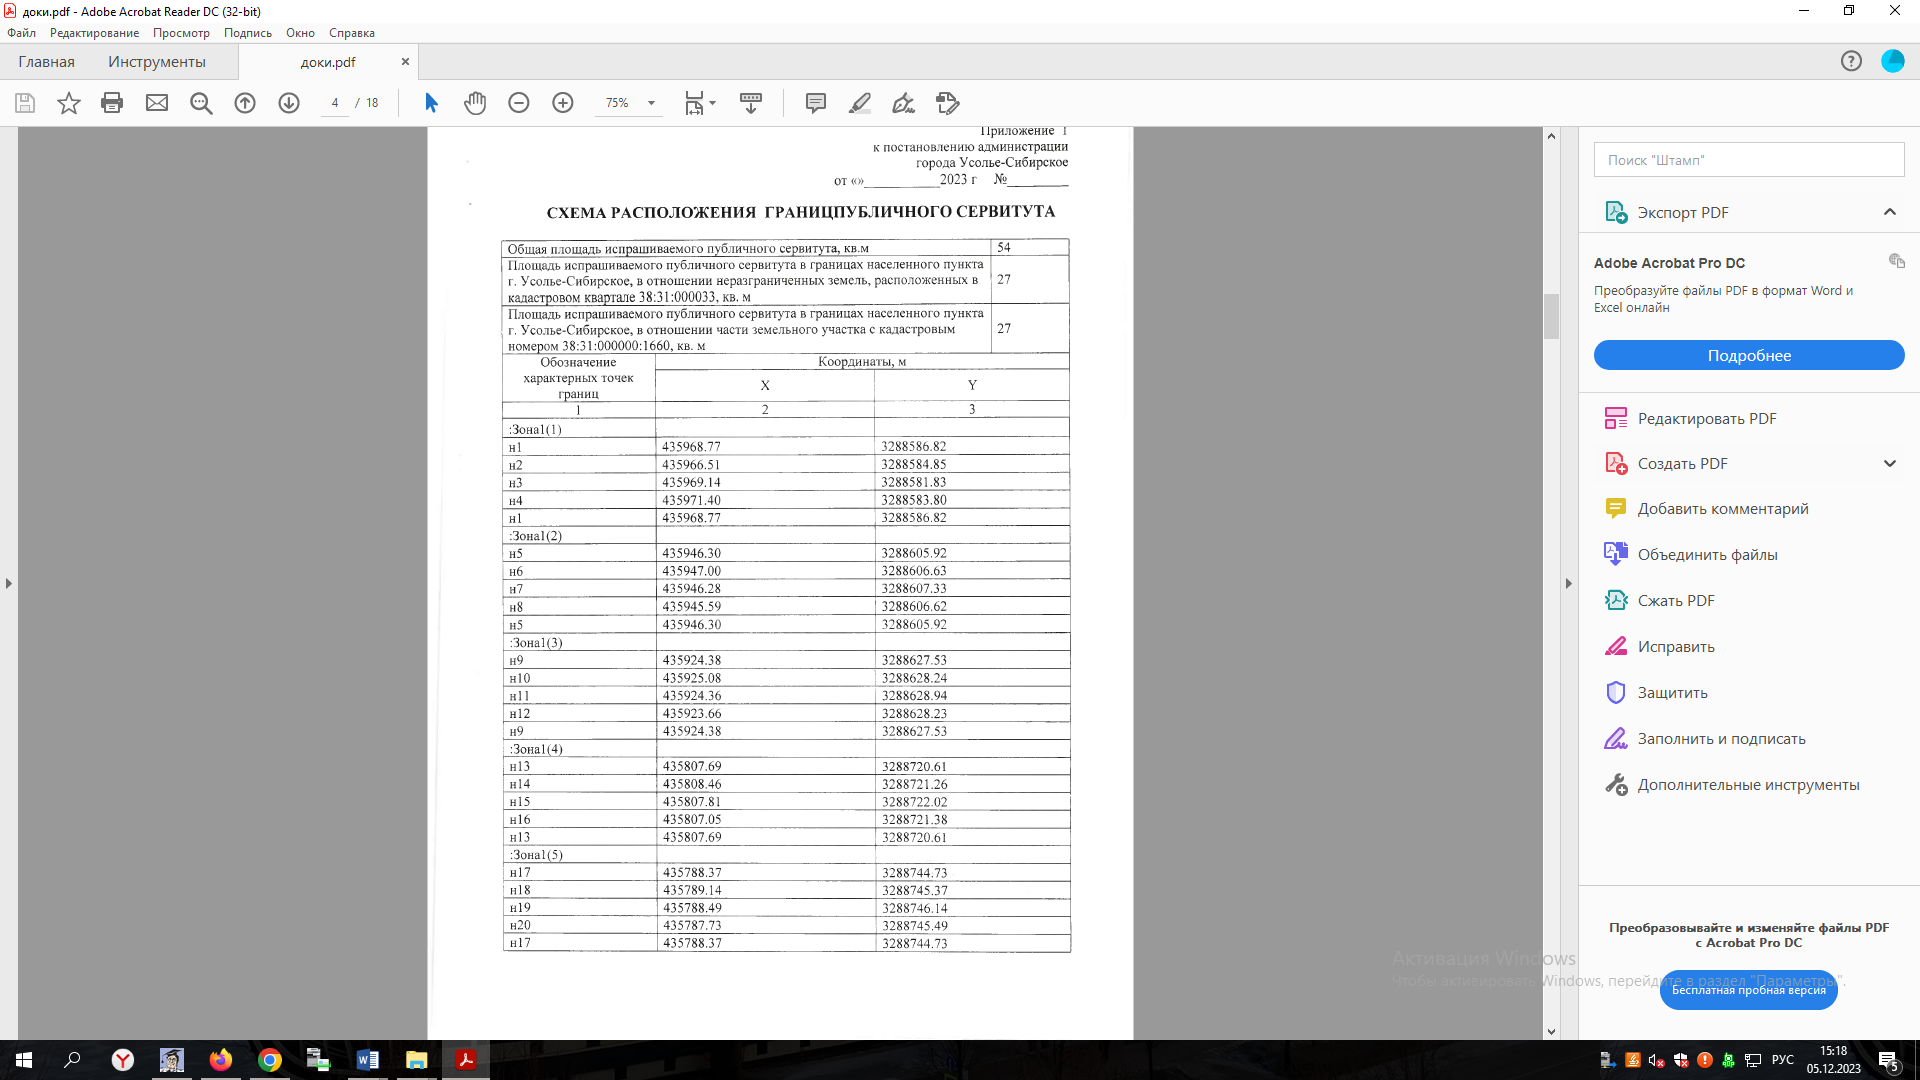 доки.pdf - Adobe Acrobat Reader DC (32-bit)
Файл Редактирование Просмотр Подпись Окно Справка
Главная Инструменты доки.pdf
4 / 18 75%
Приложение 1
к постановлению администрации
города Усолье-Сибирское
от «»___________2023 г №_________
СХЕМА РАСПОЛОЖЕНИЯ ГРАНИЦПУБЛИЧНОГО СЕРВИТУТА
Общая площадь испрашиваемого публичного сервитута, кв.м 54
Площадь испрашиваемого публичного сервитута в границах населенного пункта
г. Усолье-Сибирское, в отношении неразграниченных земель, расположенных в 27
кадастровом квартале 38:31:000033, кв. м
Площадь испрашиваемого публичного сервитута в границах населенного пункта
г. Усолье-Сибирское, в отношении части земельного участка с кадастровым 27
номером 38:31:000000:1660, кв. м
Обозначение Координаты, м
характерных точек X Y
границ
1 2 3
:Зона1(1)
н1 435968.77 3288586.82
н2 435966.51 3288584.85
н3 435969.14 3288581.83
н4 435971.40 3288583.80
н1 435968.77 3288586.82
:Зона1(2)
н5 435946.30 3288605.92
н6 435947.00 3288606.63
н7 435946.28 3288607.33
н8 435945.59 3288606.62
н5 435946.30 3288605.92
:Зона1(3)
н9 435924.38 3288627.53
н10 435925.08 3288628.24
н11 435924.36 3288628.94
н12 435923.66 3288628.23
н9 435924.38 3288627.53
:Зона1(4)
н13 435807.69 3288720.61
н14 435808.46 3288721.26
н15 435807.81 3288722.02
н16 435807.05 3288721.38
н13 435807.69 3288720.61
:Зона1(5)
н17 435788.37 3288744.73
н18 435789.14 3288745.37
н19 435788.49 3288746.14
н20 435787.73 3288745.49
н17 435788.37 3288744.73
Поиск "Штамп"
Экспорт PDF
Adobe Acrobat Pro DC
Преобразуйте файлы PDF в формат Word и
Excel онлайн
Подробнее
Редактировать PDF
Создать PDF
Добавить комментарий
Объединить файлы
Сжать PDF
Исправить
Защитить
Заполнить и подписать
Дополнительные инструменты
Преобразовывайте и изменяйте файлы PDF
с Acrobat Pro DC
Активация Windows
Чтобы активировать Windows, перейдите в раздел "Параметры".
Бесплатная пробная версия
РУС 15:18
05.12.2023
5